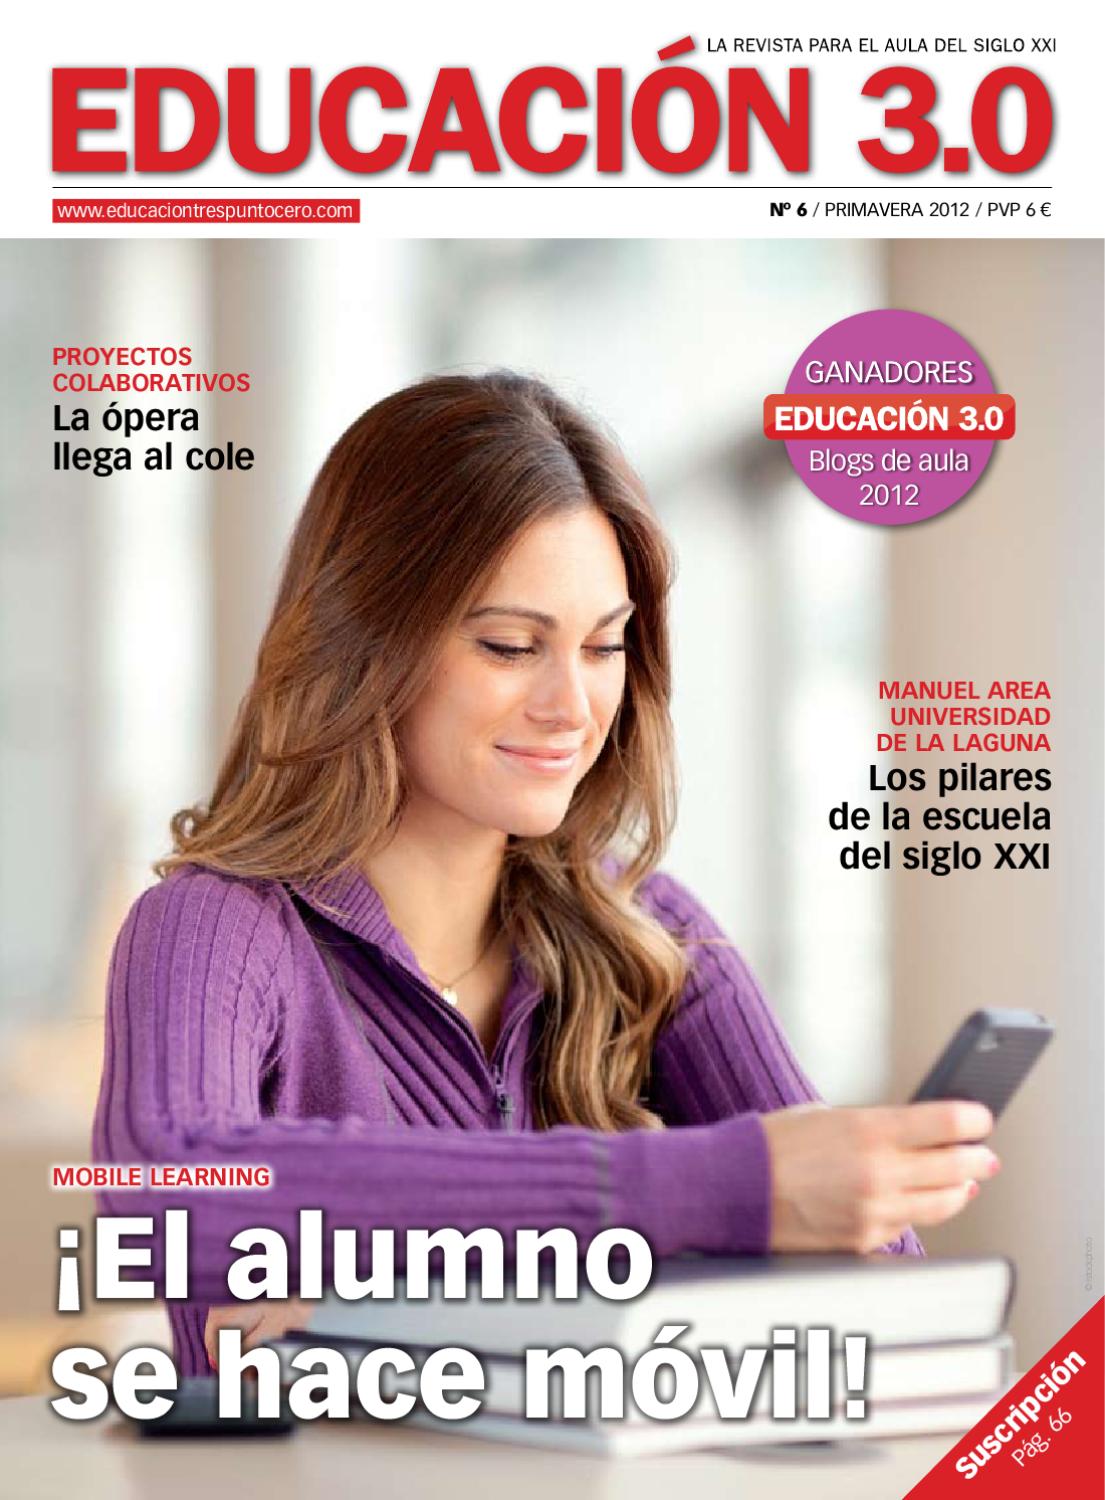 LA REVISTA PARA EL AULA DEL SIGLO XXI
EDUCACIÓN 3.0
www.educaciontrespuntocero.com
Nº 6 / PRIMAVERA 2012 / PVP 6 €
PROYECTOS
COLABORATIVOS
La ópera
llega al cole
GANADORES
EDUCACIÓN 3.0
Blogs de aula
2012
MANUEL AREA
UNIVERSIDAD
DE LA LAGUNA
Los pilares
de la escuela
del siglo XXI
MOBILE LEARNING
¡El alumno
se hace móvil!
© istockphoto
Suscripción
Pág. 66